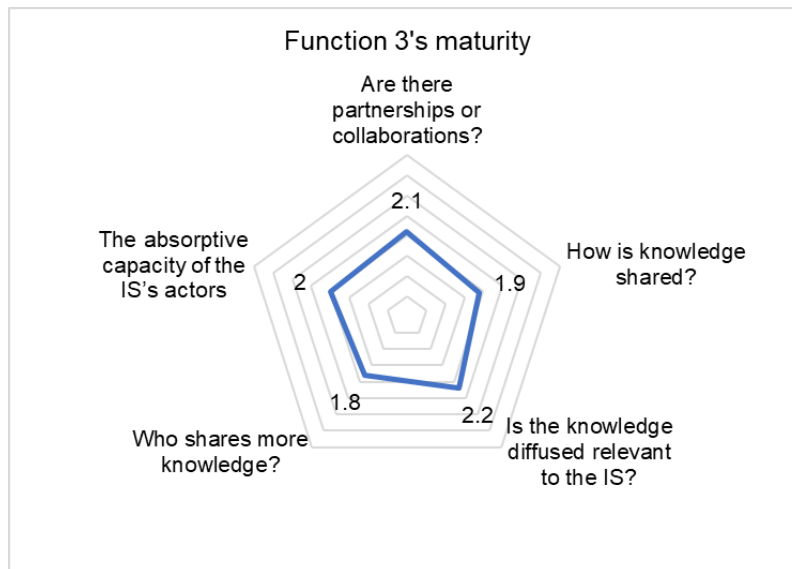 Function 3's maturity
Are there
partnerships or
collaborations?
2.1
How is knowledge
shared?
1.9
Is the knowledge
diffused relevant
to the IS?
2.2
Who shares more
knowledge?
1.8
The absorptive
capacity of the
IS’s actors
2